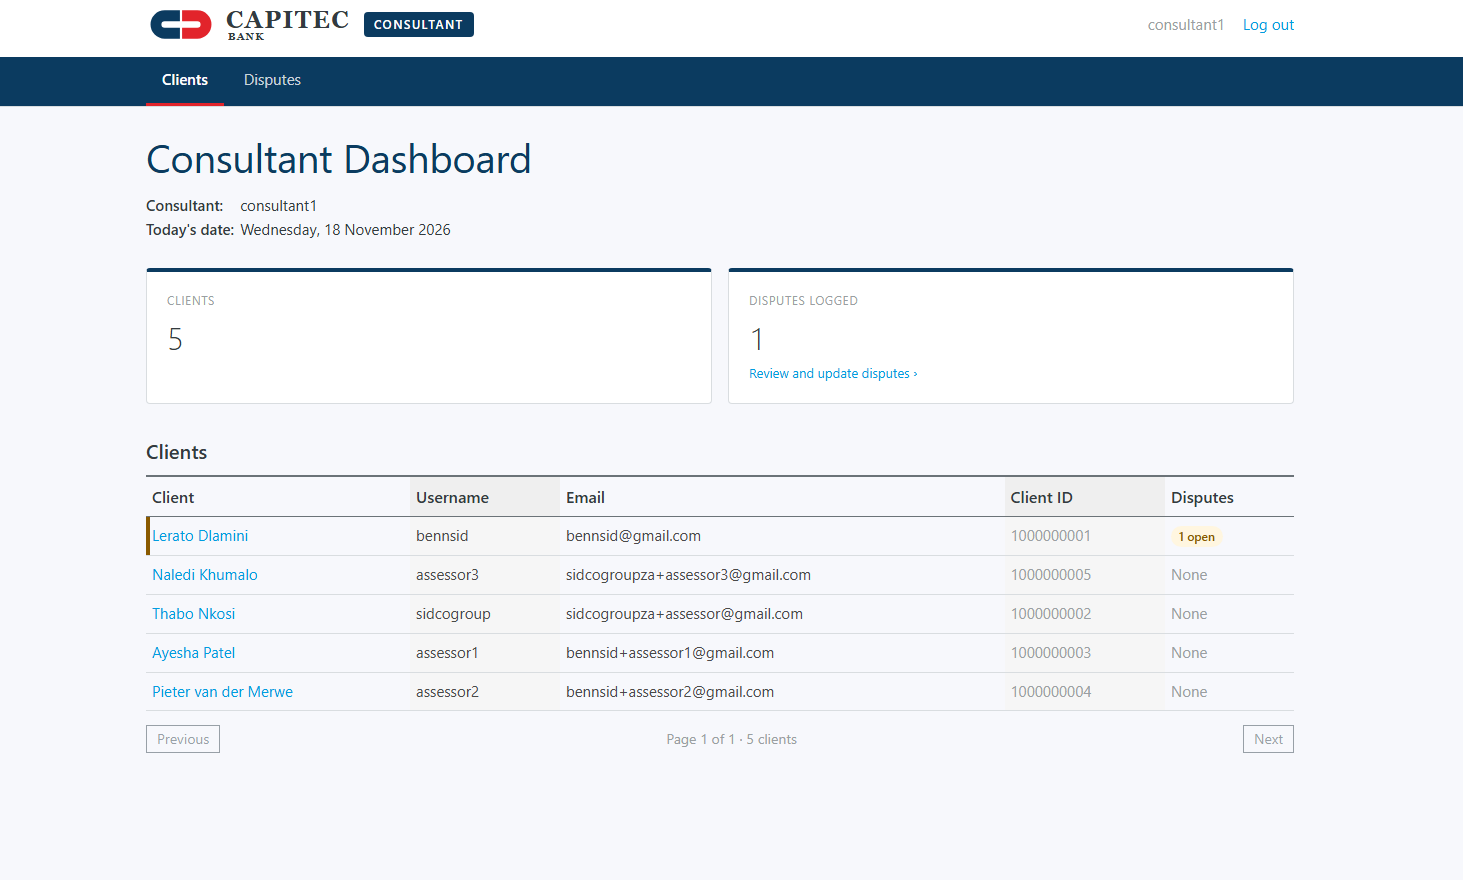 CAPITEC
BANK
CONSULTANT
consultant1 Log out
Clients Disputes
Consultant Dashboard
Consultant: consultant1
Today's date: Wednesday, 18 November 2026
CLIENTS
5
DISPUTES LOGGED
1
Review and update disputes ›
Clients
Client Username Email Client ID Disputes
Lerato Dlamini bennsid bennsid@gmail.com 1000000001 1 open
Naledi Khumalo assessor3 sidcogroupza+assessor3@gmail.com 1000000005 None
Thabo Nkosi sidcogroup sidcogroupza+assessor@gmail.com 1000000002 None
Ayesha Patel assessor1 bennsid+assessor1@gmail.com 1000000003 None
Pieter van der Merwe assessor2 bennsid+assessor2@gmail.com 1000000004 None
Previous Page 1 of 1 · 5 clients Next